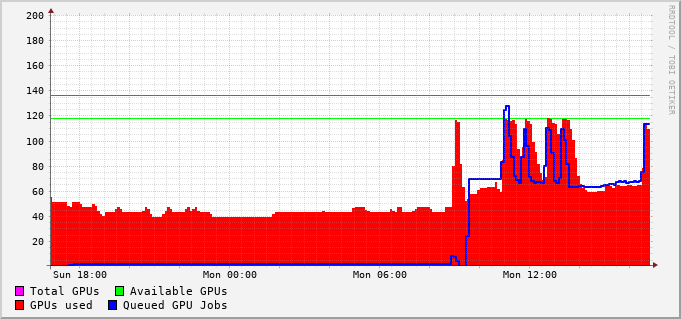 200
180
160
140
120
100
80
60
40
20
Sun 18:00 Mon 00:00 Mon 06:00 Mon 12:00
Total GPUs Available GPUs
GPUs used Queued GPU Jobs
RRDTOOL / TOBI OETIKER